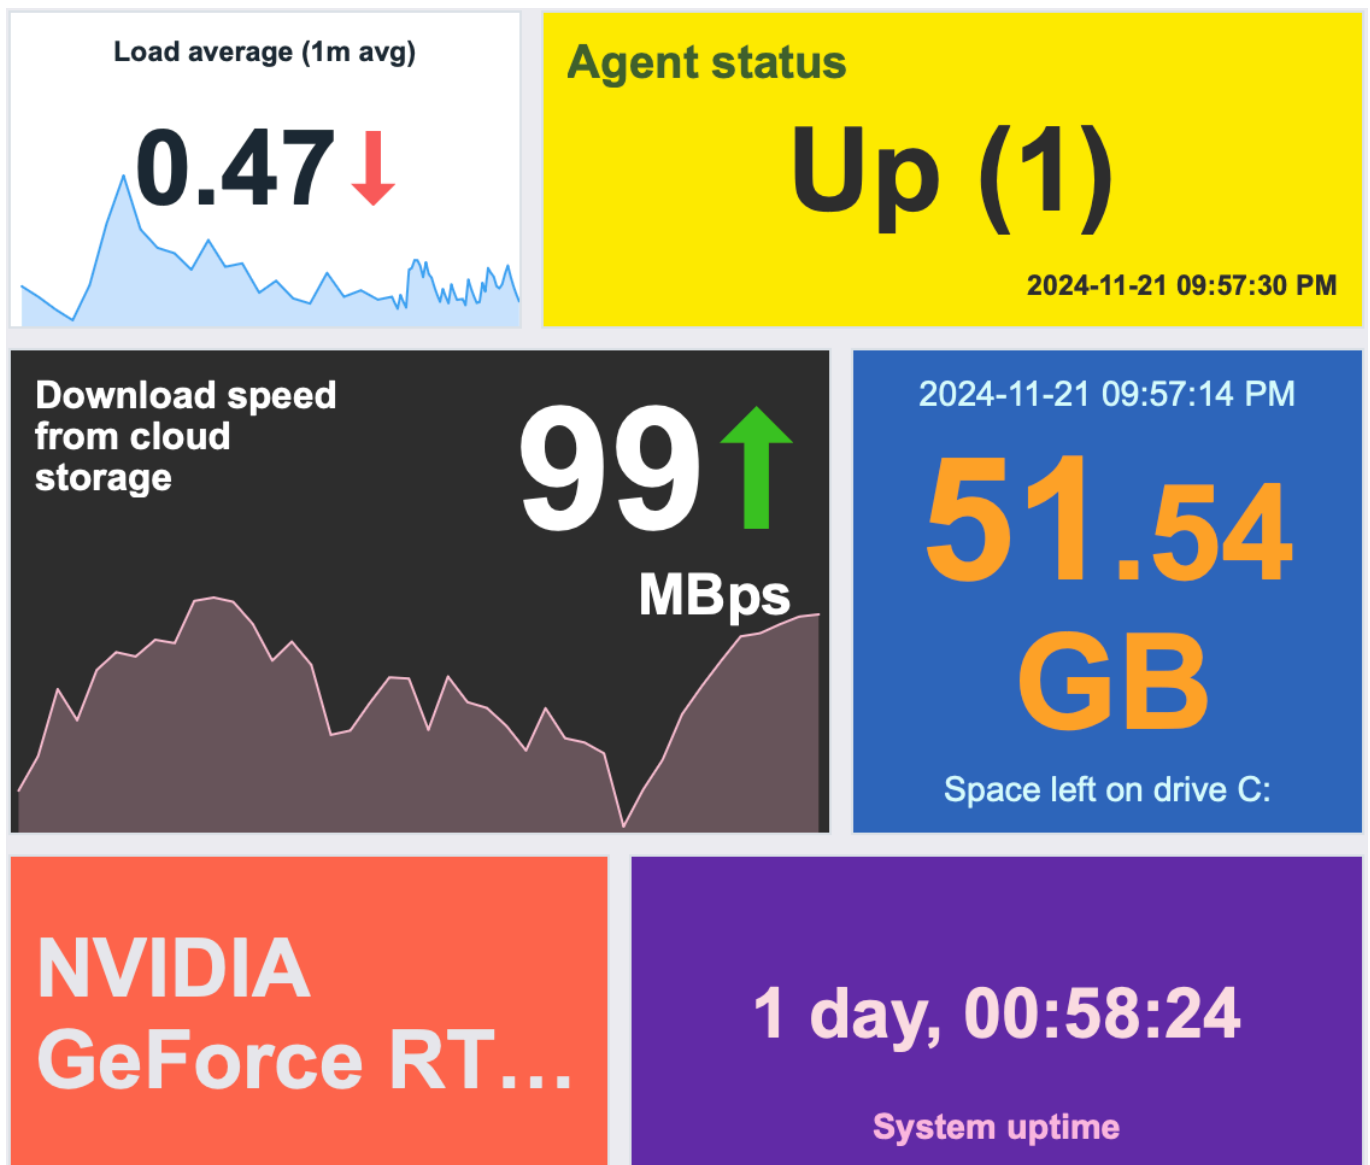 Load average (1m avg)
0.47
Agent status
Up (1)
2024-11-21 09:57:30 PM
Download speed
from cloud
storage
99
MBps
2024-11-21 09:57:14 PM
51.54
GB
Space left on drive C:
NVIDIA
GeForce RT...
1 day, 00:58:24
System uptime